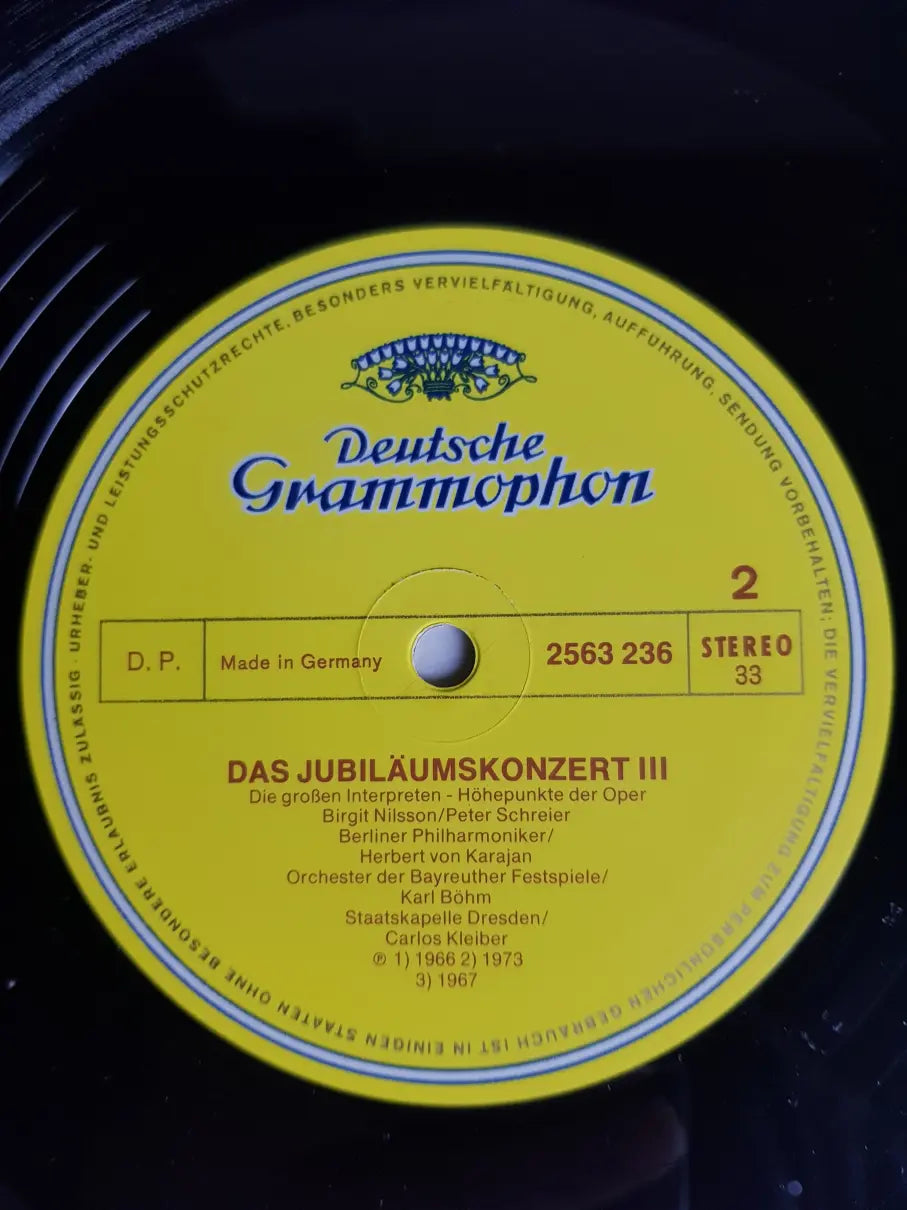 Deutsche
Grammophon
2
D. P.
Made in Germany
2563 236
STEREO
33
DAS JUBILÄUMSKONZERT III
Die großen Interpreten - Höhepunkte der Oper
Birgit Nilsson/Peter Schreier
Berliner Philharmoniker/
Herbert von Karajan
Orchester der Bayreuther Festspiele/
Karl Böhm
Staatskapelle Dresden/
Carlos Kleiber
℗ 1) 1966 2) 1973
3) 1967
URHEBER- UND LEISTUNGSSCHUTZRECHTE, BESONDERS VERVIELFÄLTIGUNG, AUFFÜHRUNG, SENDUNG VORBEHALTEN; DIE VERVIELFÄLTIGUNG ZUM PERSÖNLICHEN GEBRAUCH IST IN EINIGEN STAATEN OHNE BESONDERE ERLAUBNIS ZULÄSSIG ·